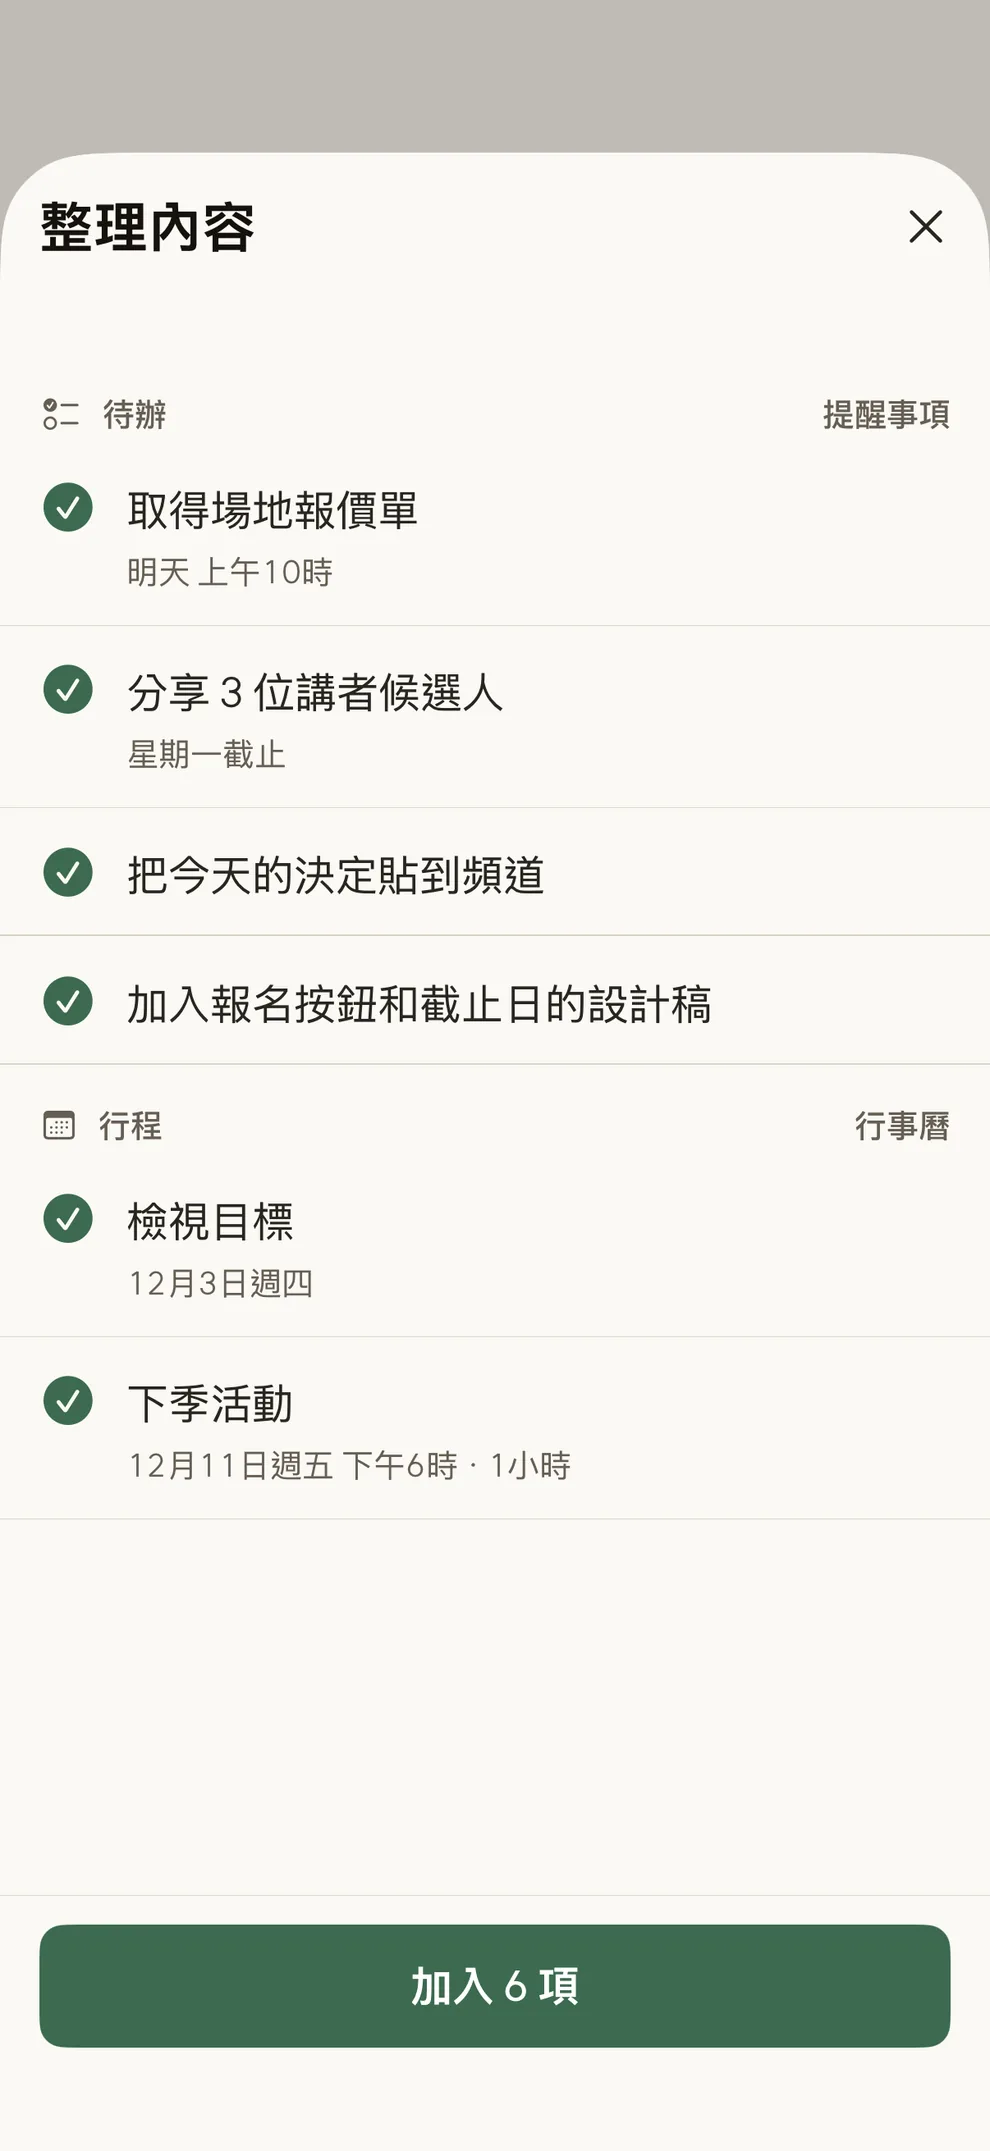 整理內容
待辦 提醒事項
取得場地報價單
明天 上午10時
分享 3 位講者候選人
星期一截止
把今天的決定貼到頻道
加入報名按鈕和截止日的設計稿
行程 行事曆
檢視目標
12月3日週四
下季活動
12月11日週五 下午6時 · 1小時
加入 6 項